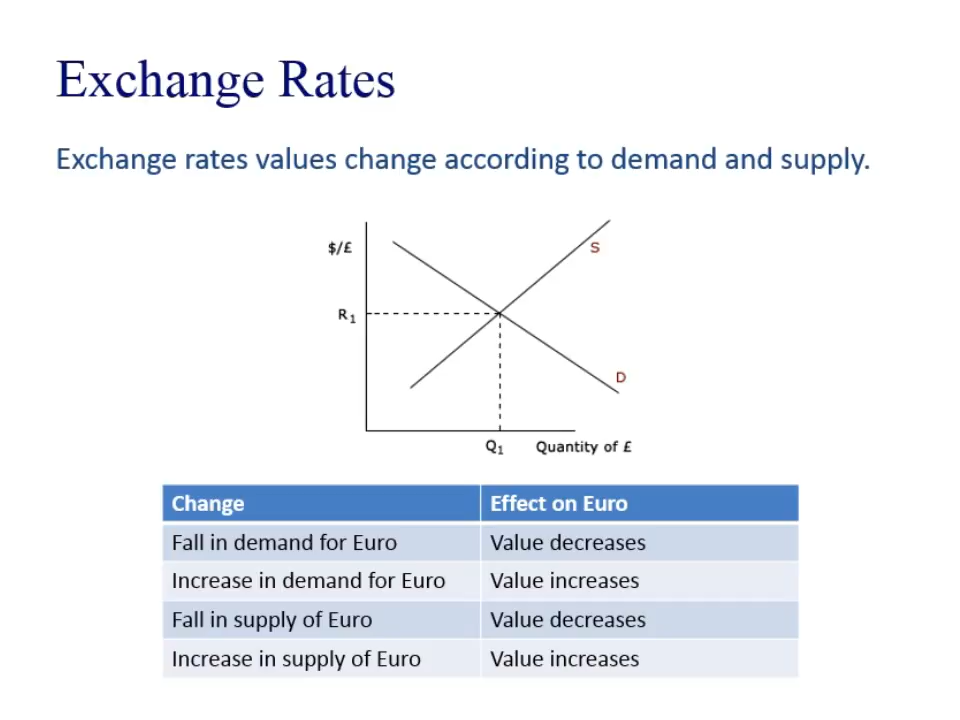 Exchange Rates
Exchange rates values change according to demand and supply.
$/£
S
R1
D
Q1 Quantity of £
Change Effect on Euro
Fall in demand for Euro Value decreases
Increase in demand for Euro Value increases
Fall in supply of Euro Value decreases
Increase in supply of Euro Value increases